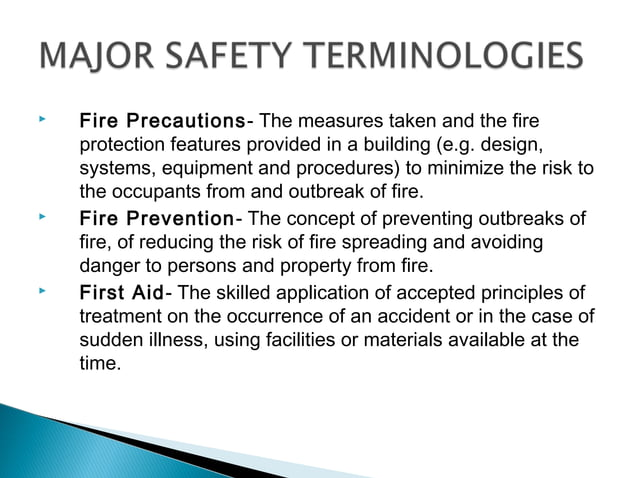 MAJOR SAFETY TERMINOLOGIES
Fire Precautions- The measures taken and the fire
protection features provided in a building (e.g. design,
systems, equipment and procedures) to minimize the risk to
the occupants from and outbreak of fire.
Fire Prevention- The concept of preventing outbreaks of
fire, of reducing the risk of fire spreading and avoiding
danger to persons and property from fire.
First Aid- The skilled application of accepted principles of
treatment on the occurrence of an accident or in the case of
sudden illness, using facilities or materials available at the
time.